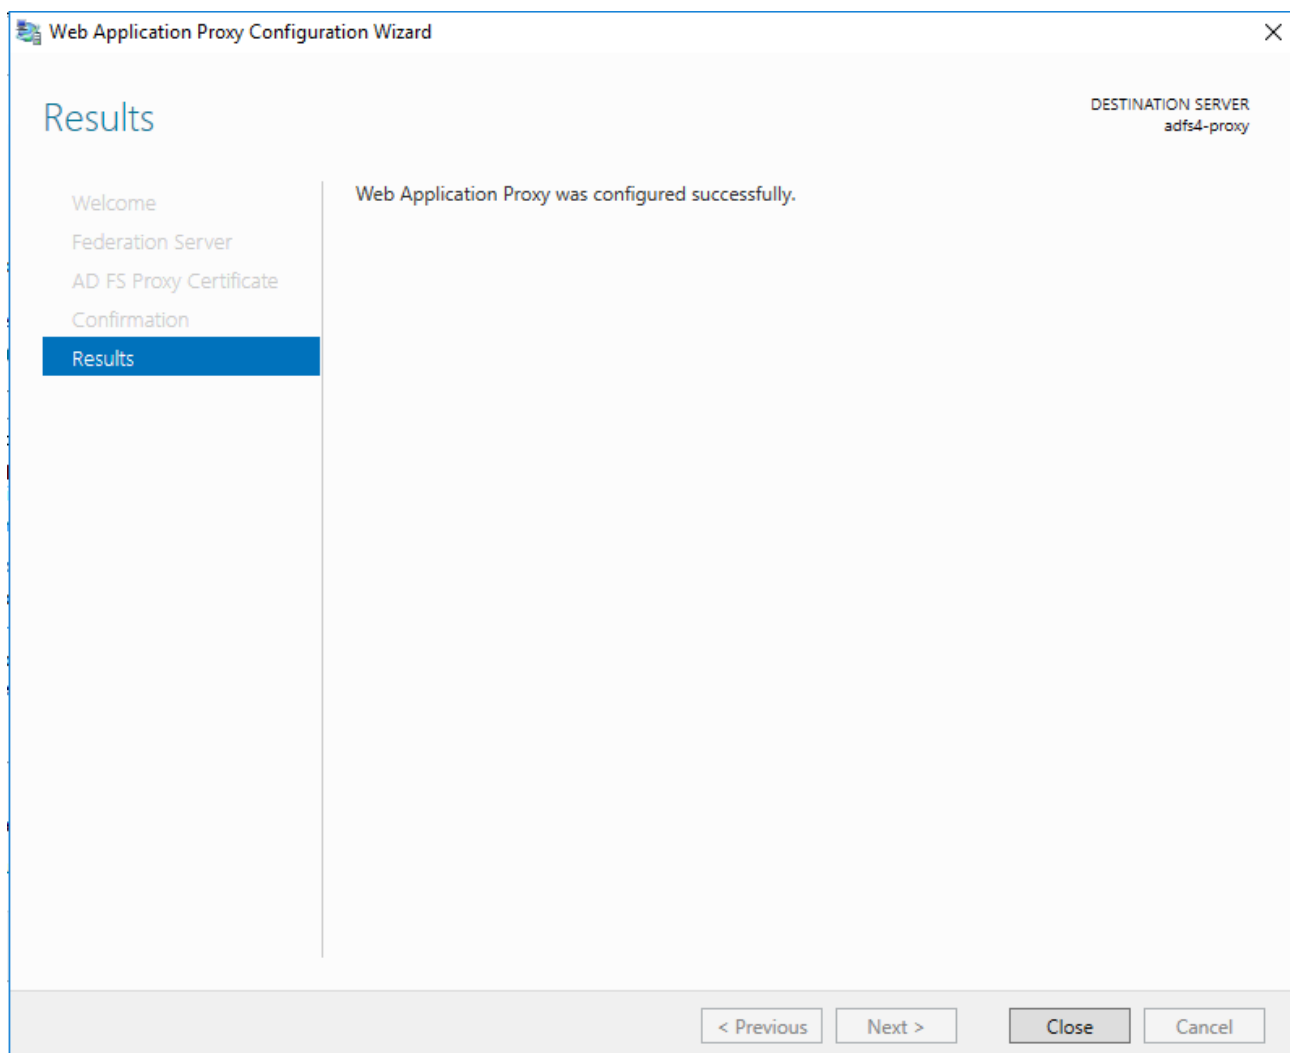 Web Application Proxy Configuration Wizard
Results
DESTINATION SERVER
adfs4-proxy
Welcome
Federation Server
AD FS Proxy Certificate
Confirmation
Results
Web Application Proxy was configured successfully.
< Previous
Next >
Close
Cancel